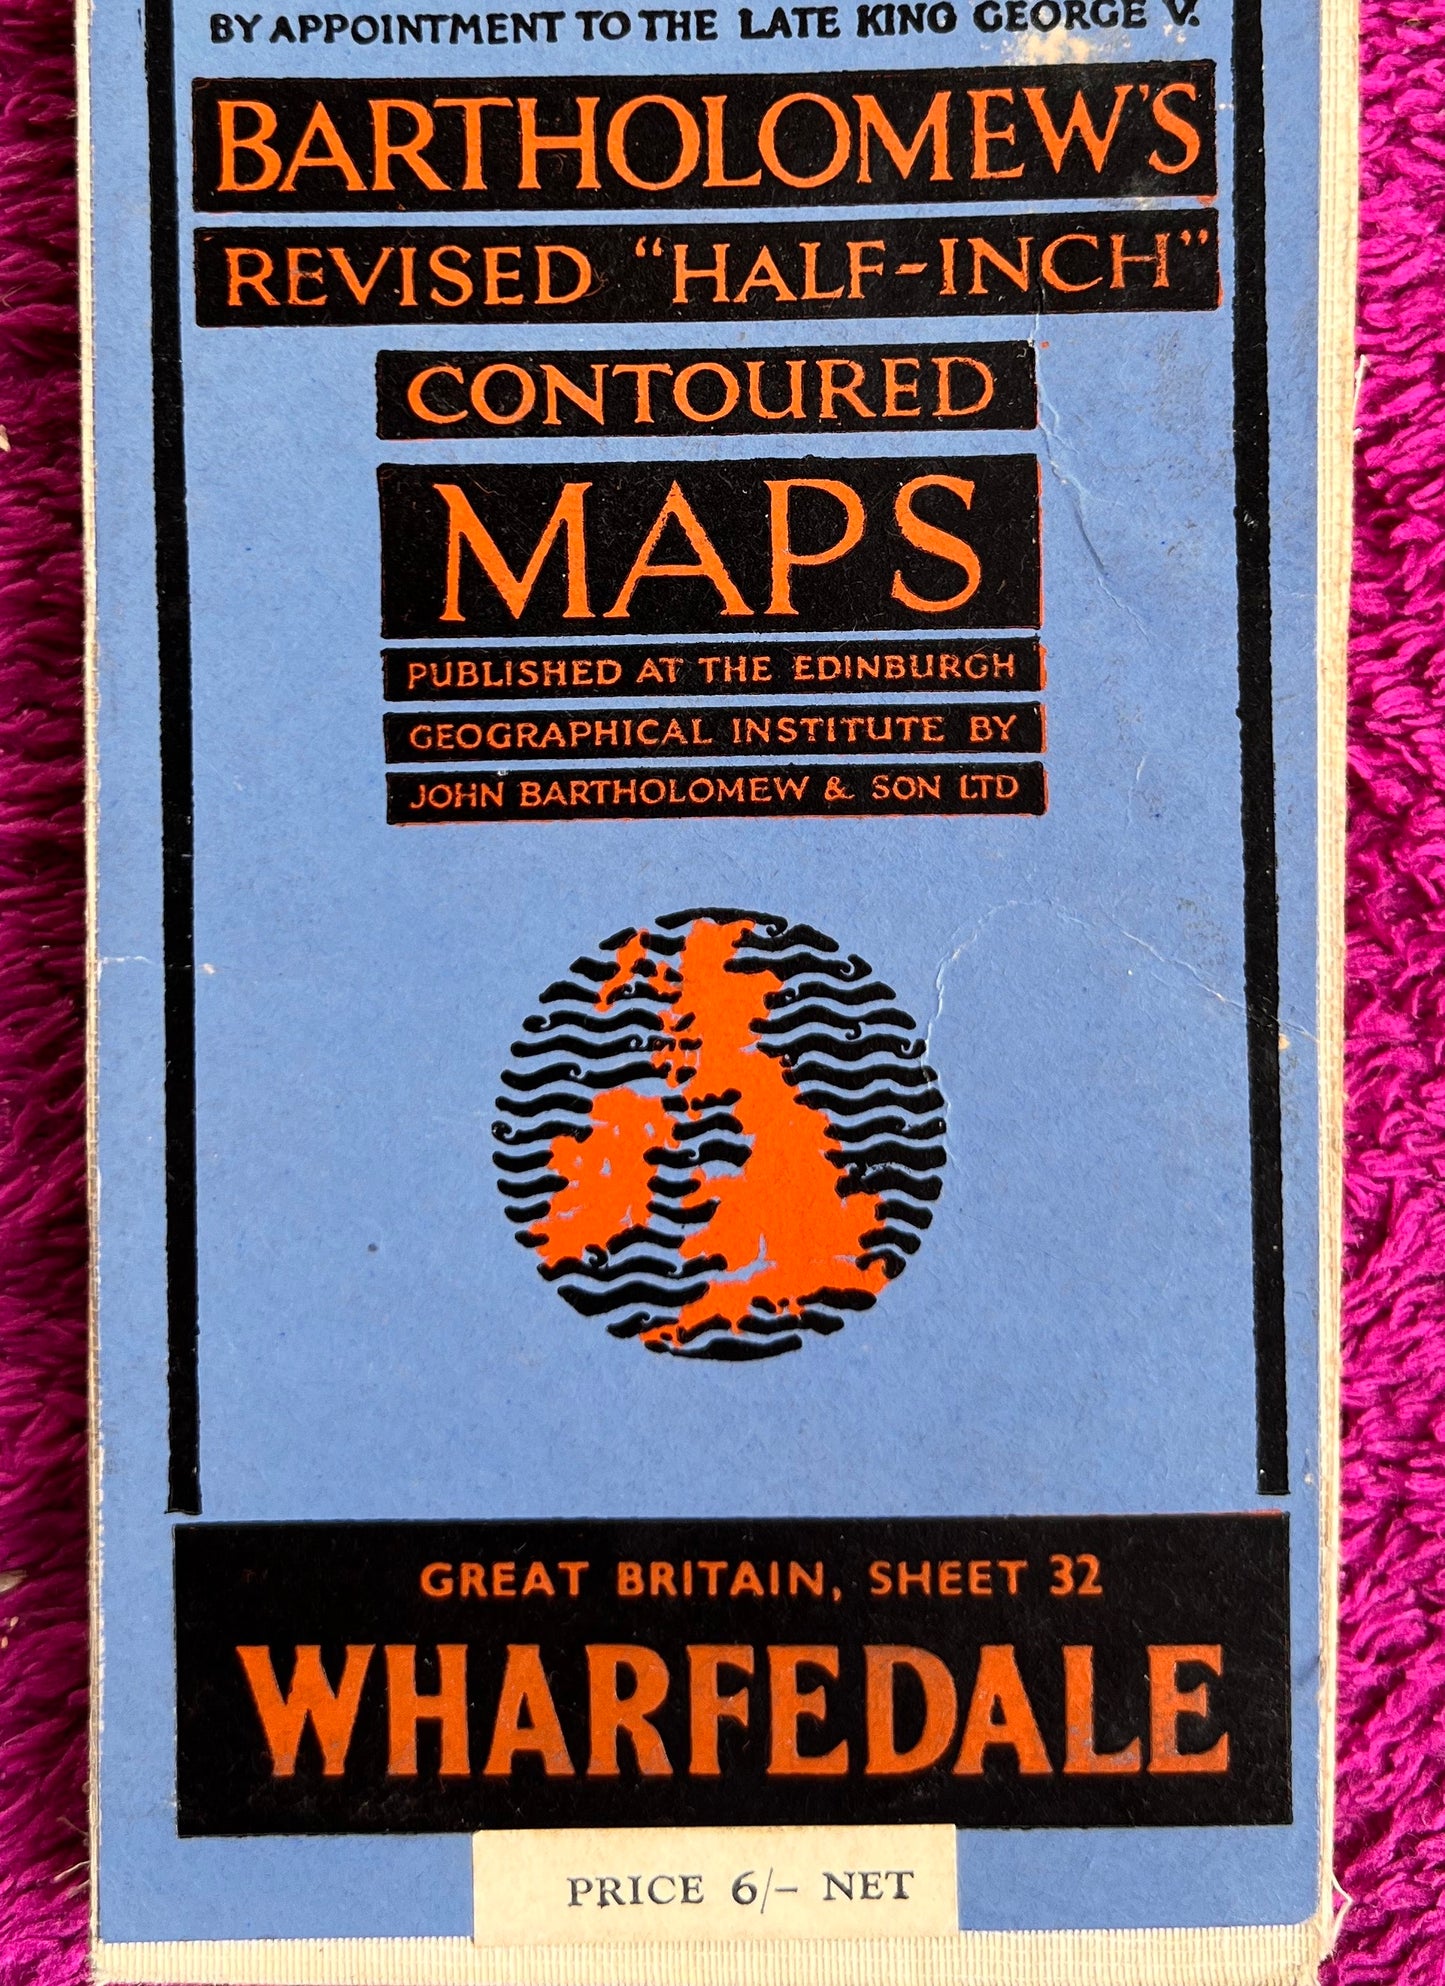 BY APPOINTMENT TO THE LATE KING GEORGE V.
BARTHOLOMEW'S
REVISED "HALF-INCH"
CONTOURED
MAPS
PUBLISHED AT THE EDINBURGH
GEOGRAPHICAL INSTITUTE BY
JOHN BARTHOLOMEW & SON LTD
GREAT BRITAIN, SHEET 32
WHARFEDALE
PRICE 6/- NET